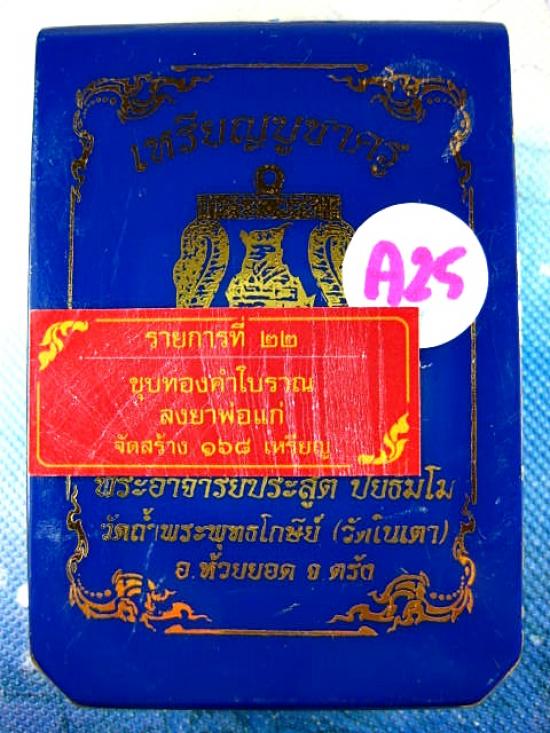 เหรียญบูชาครู
A25
รายการที่ ๒๒
ชุบทองคำโบราณ
ลงยาพ่อแก่
จัดสร้าง ๑๖๘ เหรียญ
พระอาจารย์ประสูติ ปิยธมฺโม
วัดถ้ำพระพุทธโกษีย์ (วัดในเตา)
อ.ห้วยยอด จ.ตรัง